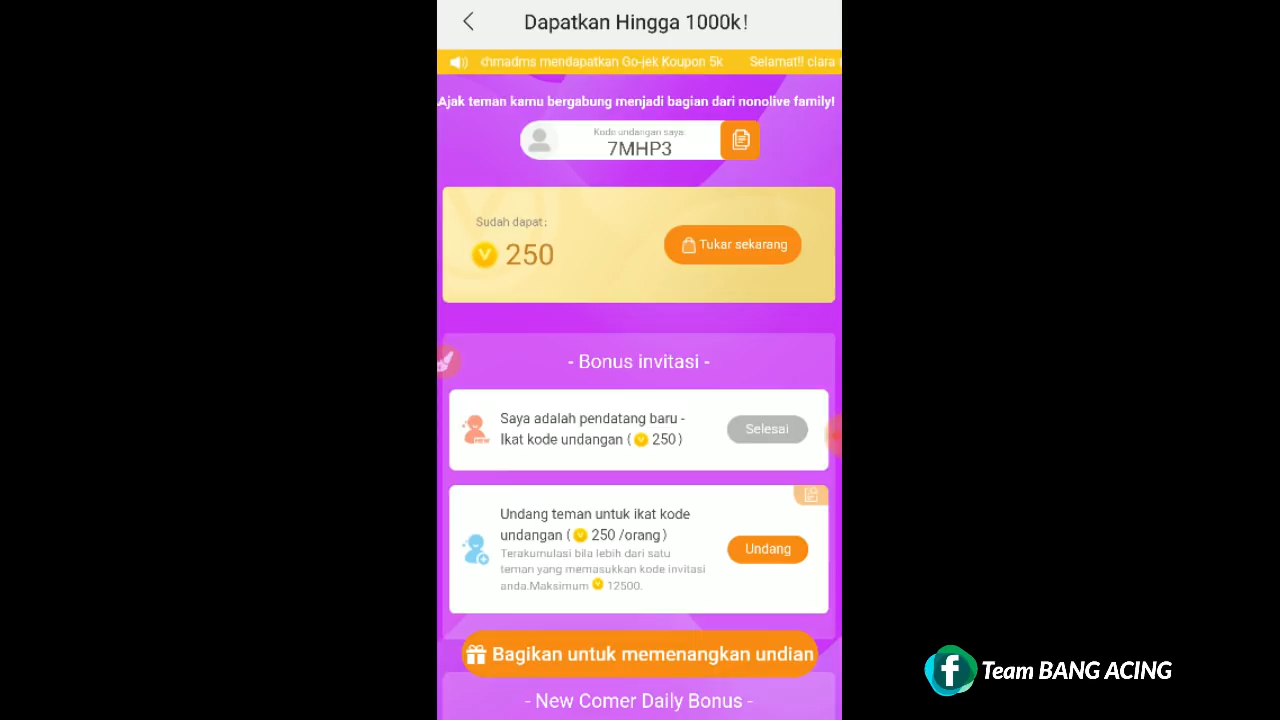 Dapatkan Hingga 1000k!
mendapatkan Go-jek Koupon 5k Selamat!! ciara
Ajak teman kamu bergabung menjadi bagian dari nonolive family!
Kode undangan saya:
7MHP3
Sudah dapat:
250
Tukar sekarang
- Bonus invitasi -
Saya adalah pendatang baru -
Ikat kode undangan ( 250 )
Selesai
NEW
Undang teman untuk ikat kode
undangan ( 250 /orang )
Undang
Terakumulasi bila lebih dari satu
teman yang memasukkan kode invitasi
anda.Maksimum 12500.
Bagikan untuk memenangkan undian
- New Comer Daily Bonus -
f Team BANG ACING